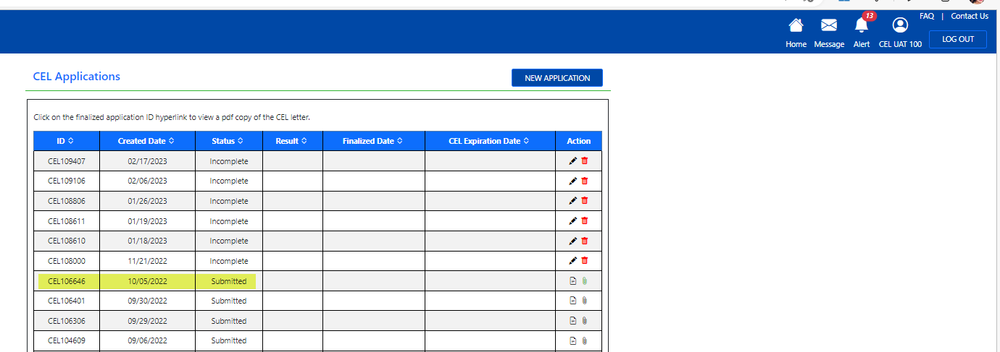 13
FAQ | Contact Us
Home Message Alert CEL UAT 100 LOG OUT
CEL Applications NEW APPLICATION
Click on the finalized application ID hyperlink to view a pdf copy of the CEL letter.
ID Created Date Status Result Finalized Date CEL Expiration Date Action
CEL109407 02/17/2023 Incomplete
CEL109106 02/06/2023 Incomplete
CEL108806 01/26/2023 Incomplete
CEL108611 01/19/2023 Incomplete
CEL108610 01/18/2023 Incomplete
CEL108000 11/21/2022 Incomplete
CEL106646 10/05/2022 Submitted
CEL106401 09/30/2022 Submitted
CEL106306 09/29/2022 Submitted
CEL104609 09/06/2022 Submitted